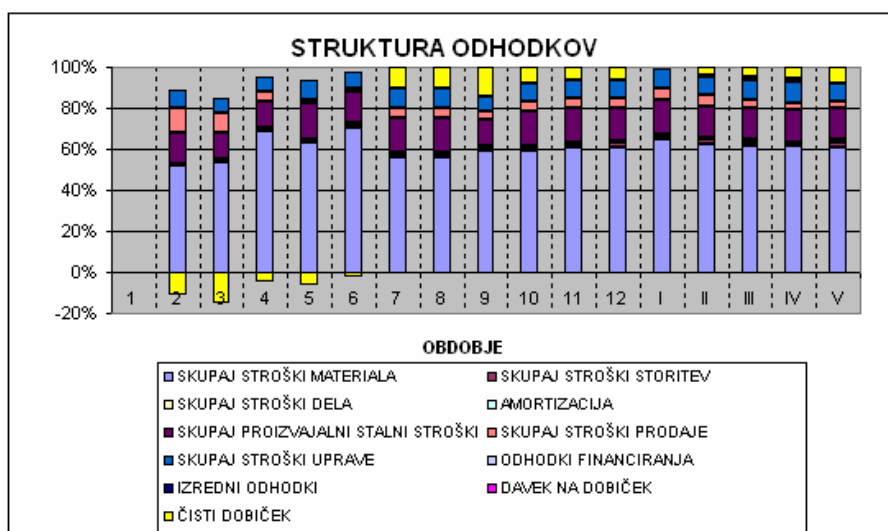 STRUKTURA ODHODKOV
100%
80%
60%
40%
20%
0%
-20%
1 2 3 4 5 6 7 8 9 10 11 12 I II III IV V
OBDOBJE
SKUPAJ STROŠKI MATERIALA SKUPAJ STROŠKI STORITEV
SKUPAJ STROŠKI DELA AMORTIZACIJA
SKUPAJ PROIZVAJALNI STALNI STROŠKI SKUPAJ STROŠKI PRODAJE
SKUPAJ STROŠKI UPRAVE ODHODKI FINANCIRANJA
IZREDNI ODHODKI DAVEK NA DOBIČEK
ČISTI DOBIČEK